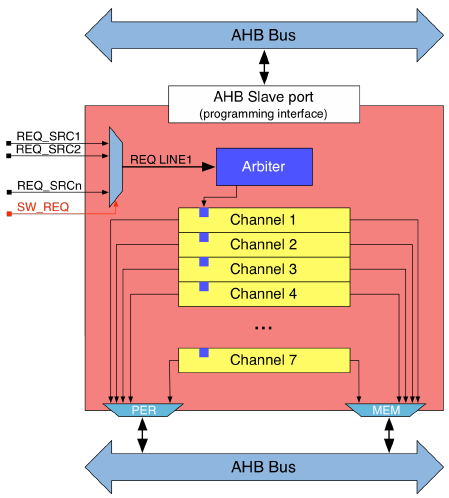 AHB Bus
AHB Slave port
(programming interface)
REQ_SRC1
REQ_SRC2
REQ LINE1
Arbiter
REQ_SRCn
SW_REQ
Channel 1
Channel 2
Channel 3
Channel 4
...
Channel 7
PER
MEM
AHB Bus